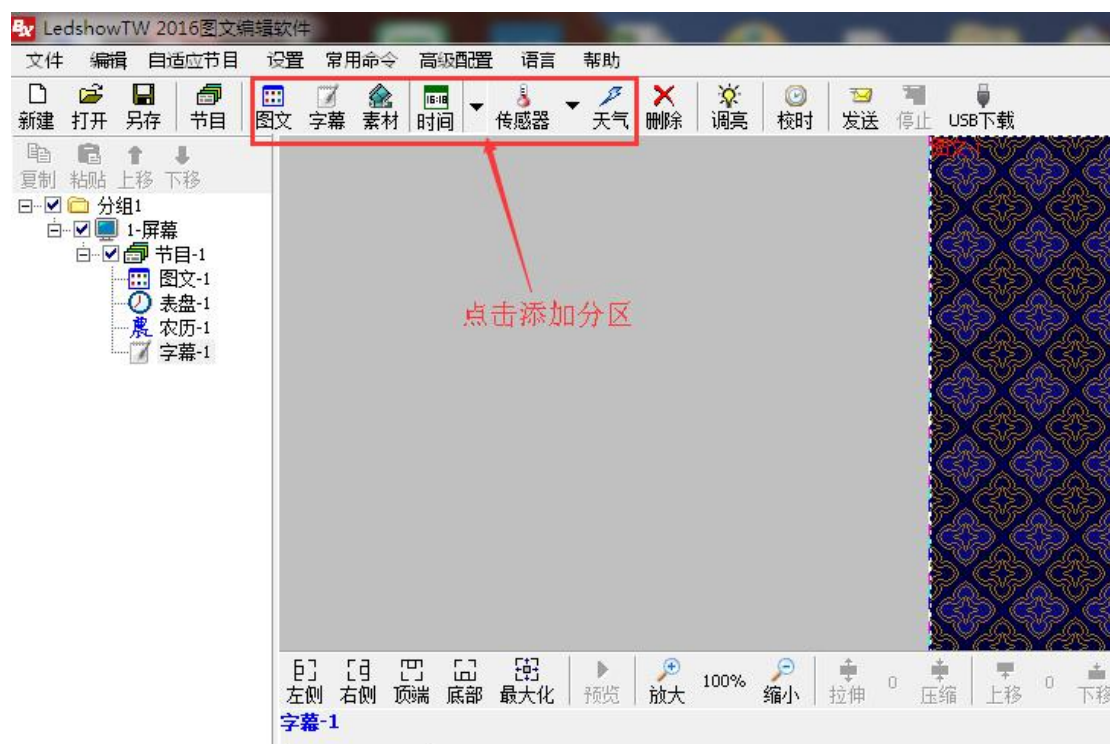 BX LedshowTW 2016图文编辑软件
文件 编辑 自适应节目 设置 常用命令 高级配置 语言 帮助
新建 打开 另存 节目 图文 字幕 素材 16:18 时间 传感器 天气 删除 调亮 校时 发送 停止 USB下载
复制 粘贴 上移 下移
图文-1
分组1
1-屏幕
节目-1
图文-1
表盘-1
農 农历-1
字幕-1
点击添加分区
左侧 右侧 顶端 底部 最大化 预览 放大 100% 缩小 拉伸 0 压缩 上移 0 下移
字幕-1